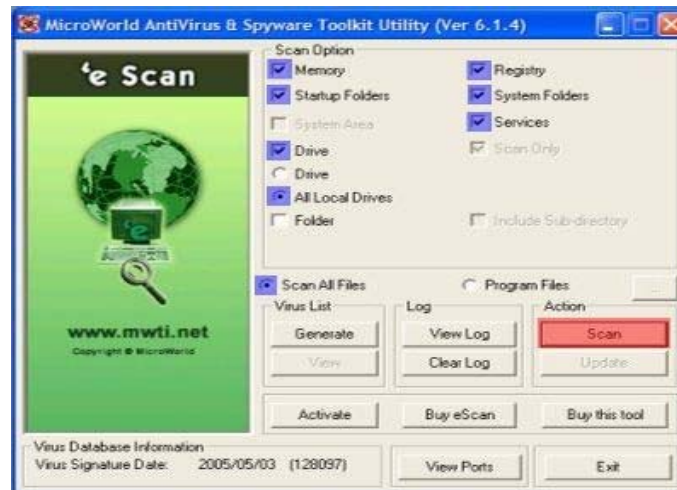 MicroWorld AntiVirus & Spyware Toolkit Utility (Ver 6.1.4)
'e Scan
www.mwti.net
Copyright © MicroWorld
Scan Option
Memory
Registry
Startup Folders
System Folders
System Area
Services
Drive
Scan Only
Drive
All Local Drives
Folder
Include Sub-directory
Scan All Files
Program Files
...
Virus List
Log
Action
Generate
View Log
Scan
View
Clear Log
Update
Activate
Buy eScan
Buy this tool
Virus Database Information
Virus Signature Date: 2005/05/03 (128097)
View Ports
Exit